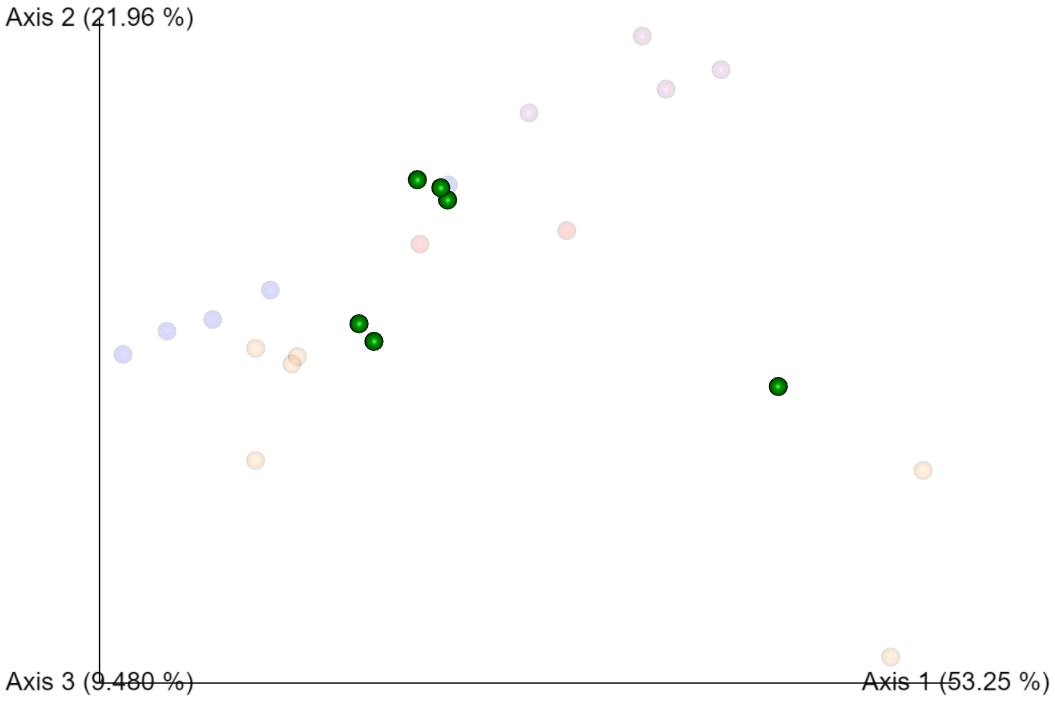 Axis 2 (21.96 %)
Axis 3 (9.480 %)
Axis 1 (53.25 %)